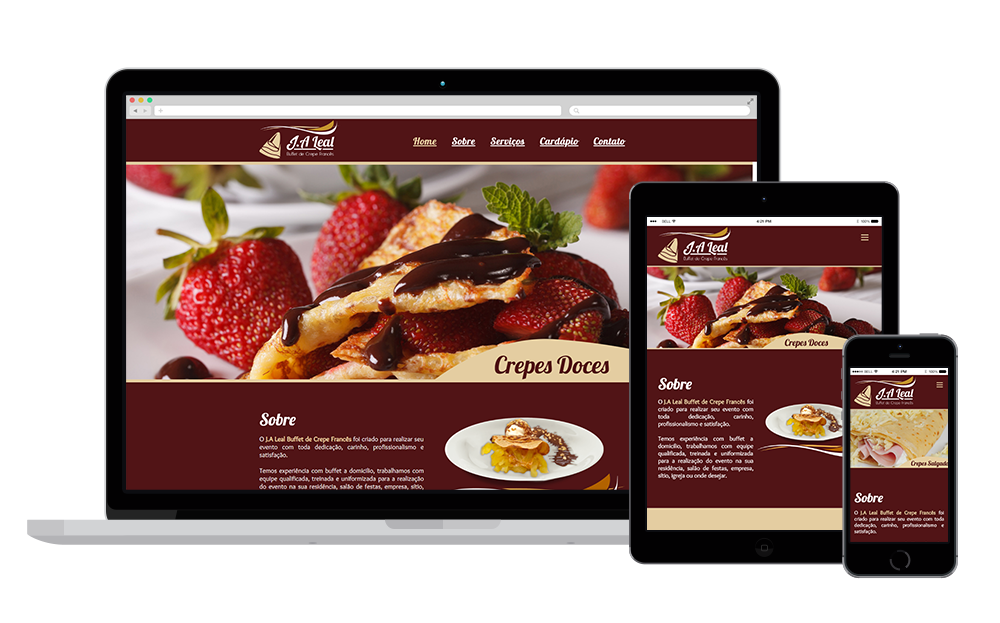 J.A Leal
Buffet de Crepe Francês
Home Sobre Serviços Cardápio Contato
Crepes Doces
Sobre
O J.A Leal Buffet de Crepe Francês foi criado para realizar seu
evento com toda dedicação, carinho, profissionalismo e
satisfação.
Temos experiência com buffet a domicílio, trabalhamos com
equipe qualificada, treinada e uniformizada para a realização
do evento na sua residência, salão de festas, empresa, sítio,
BELL 4:21 PM 100%
J.A Leal
Buffet de Crepe Francês
Crepes Doces
Sobre
O J.A Leal Buffet de Crepe Francês foi
criado para realizar seu evento com
toda dedicação, carinho,
profissionalismo e satisfação.
Temos experiência com buffet a
domicílio, trabalhamos com equipe
qualificada, treinada e uniformizada
para a realização do evento na sua
residência, salão de festas, empresa,
sítio, igreja ou onde desejar.
BELL 4:21 PM 100%
J.A Leal
Buffet de Crepe Francês
Crepes Salgado
Sobre
O J.A Leal Buffet de Crepe Francês foi
criado para realizar seu evento com toda
dedicação, carinho, profissionalismo e
satisfação.